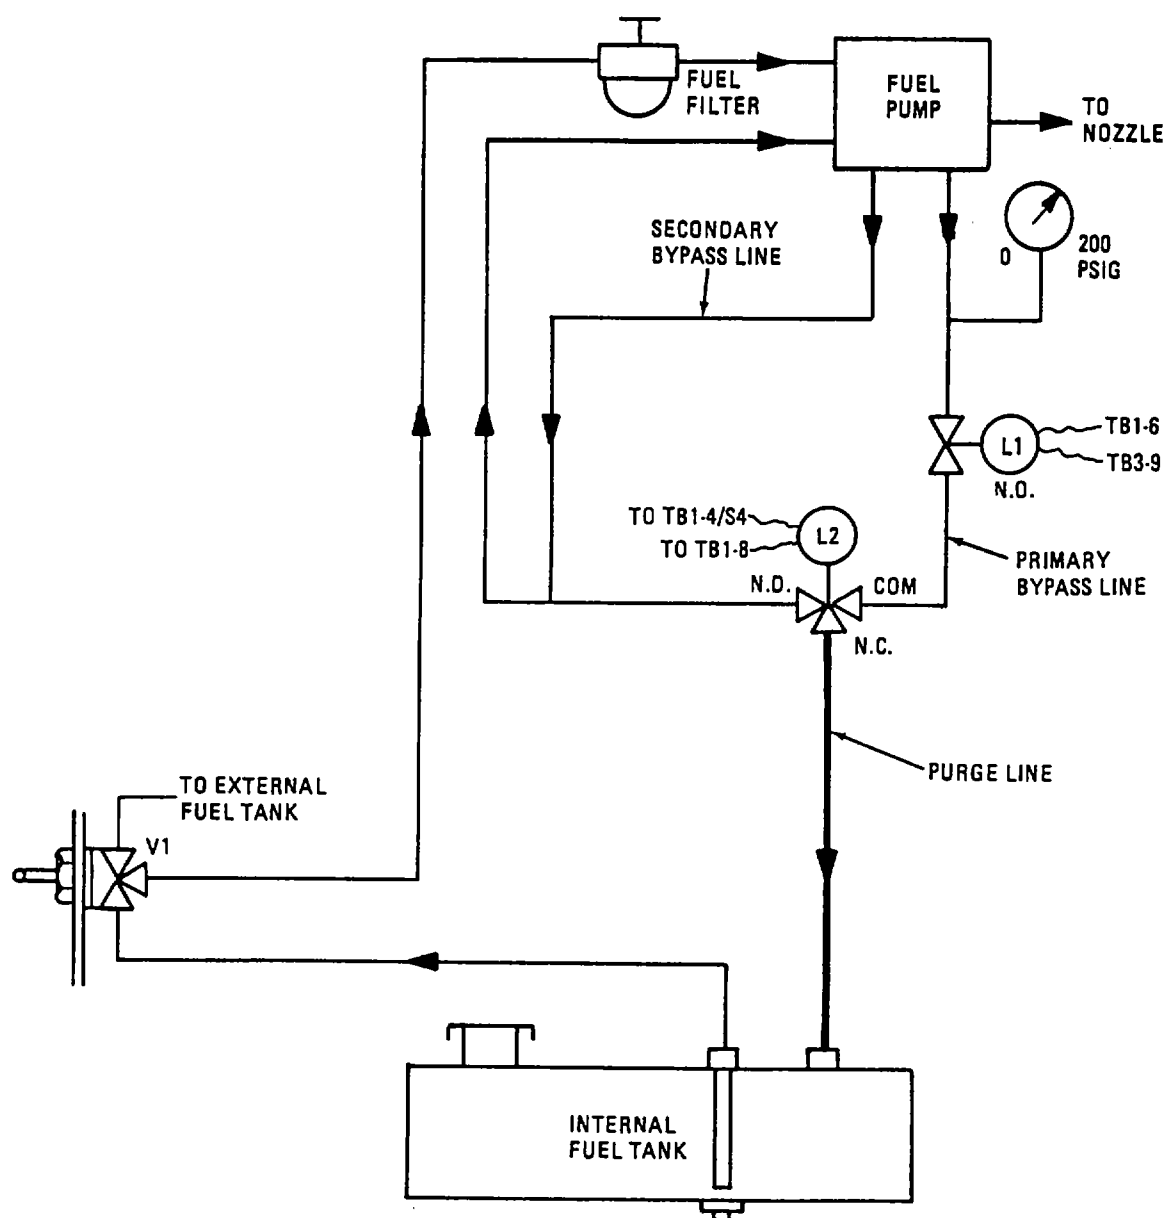 FUEL
FILTER
FUEL
PUMP
TO
NOZZLE
SECONDARY
BYPASS LINE
0
200
PSIG
TB1-6
L1
TB3-9
N.O.
TO TB1-4/S4
L2
TO TB1-8
PRIMARY
BYPASS LINE
N.O.
COM
N.C.
PURGE LINE
TO EXTERNAL
FUEL TANK
V1
INTERNAL
FUEL TANK